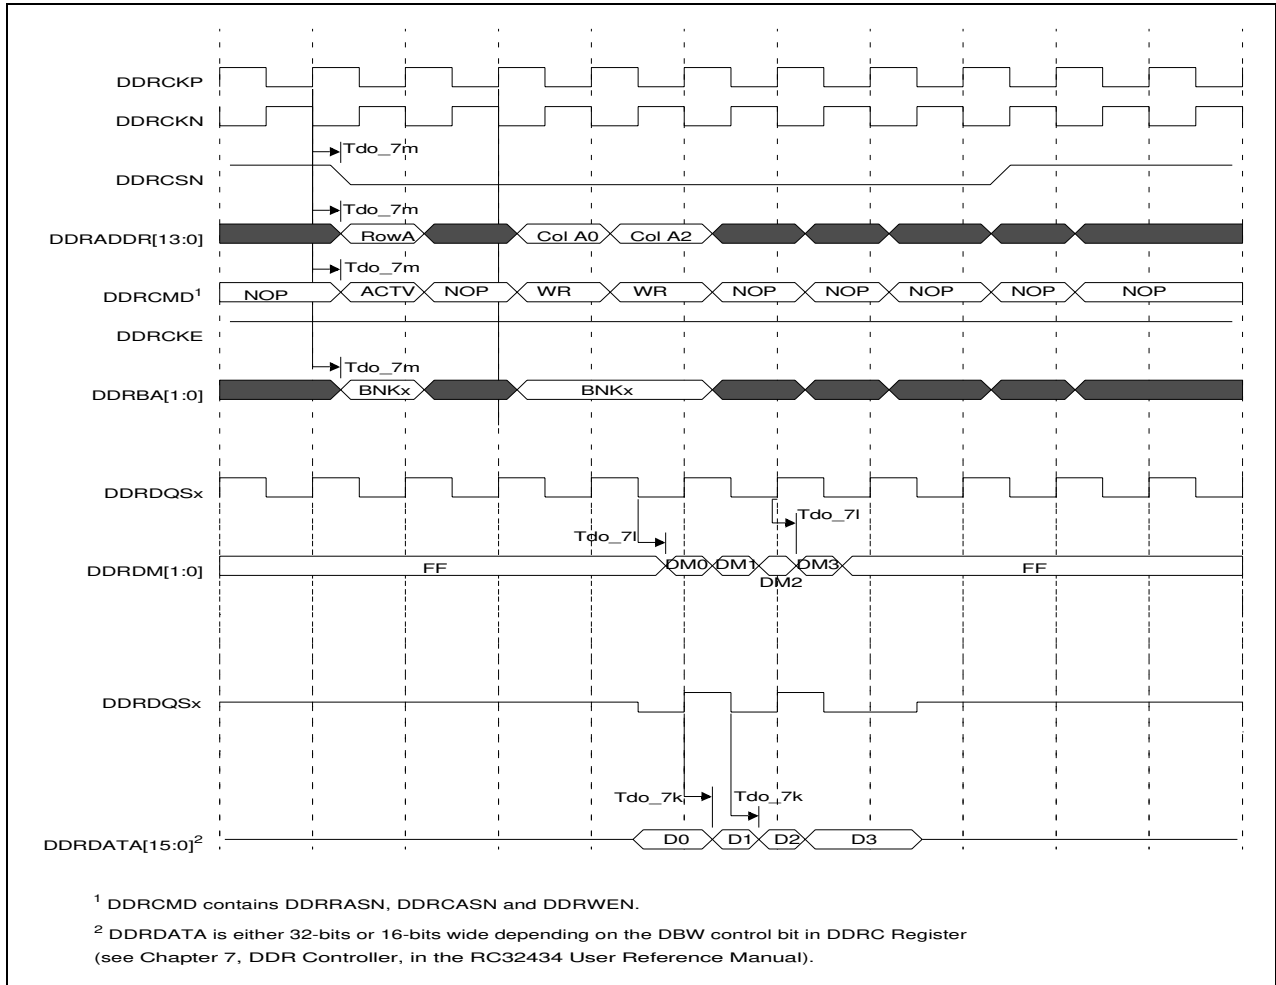 DDRCKP
DDRCKN
Tdo_7m
DDRCSN
Tdo_7m
DDRADDR[13:0] RowA Col A0 Col A2
Tdo_7m
DDRCMD1 NOP ACTV NOP WR WR NOP NOP NOP NOP NOP
DDRCKE
Tdo_7m
DDRBA[1:0] BNKx BNKx
DDRDQSx
Tdo_7l
Tdo_7l
DDRDM[1:0] FF DM0 DM1 DM2 DM3 FF
DDRDQSx
Tdo_7k Tdo_7k
DDRDATA[15:0]2 D0 D1 D2 D3
1 DDRCMD contains DDRRASN, DDRCASN and DDRWEN.
2 DDRDATA is either 32-bits or 16-bits wide depending on the DBW control bit in DDRC Register
(see Chapter 7, DDR Controller, in the RC32434 User Reference Manual).